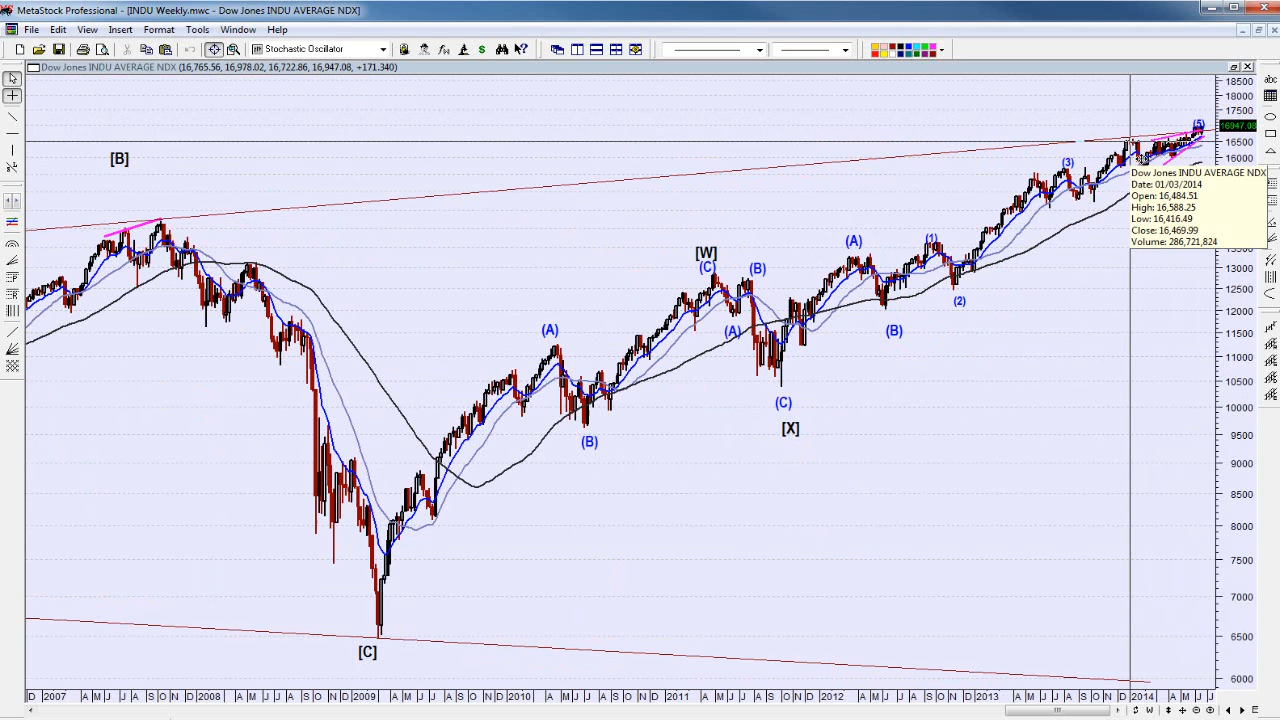 MetaStock Professional - [INDU Weekly.mwc - Dow Jones INDU AVERAGE NDX]
File Edit View Insert Format Tools Window Help
Stochastic Oscillator
Dow Jones INDU AVERAGE NDX (16,765.56, 16,978.02, 16,722.86, 16,947.08, +171.340)
abc
18500
18000
17500
16947.08
16500
16000
13500
13000
12500
12000
11500
11000
10500
10000
9500
9000
8500
8000
7500
7000
6500
6000
[B]
[C]
(A)
(B)
[W]
(C)
(B)
(A)
(C)
[X]
(A)
(B)
(1)
(2)
(3)
(5)
Dow Jones INDU AVERAGE NDX
Date: 01/03/2014
Open: 16,484.51
High: 16,588.25
Low: 16,416.49
Close: 16,469.99
Volume: 286,721,824
D 2007 A M J J A S O N D 2008 A M J J A S O N D 2009 A M J J A S O N D 2010 A M J J A S O N D 2011 A M J J A S O N D 2012 A M J J A S O N D 2013 A M J J A S O N D 2014 A M J J